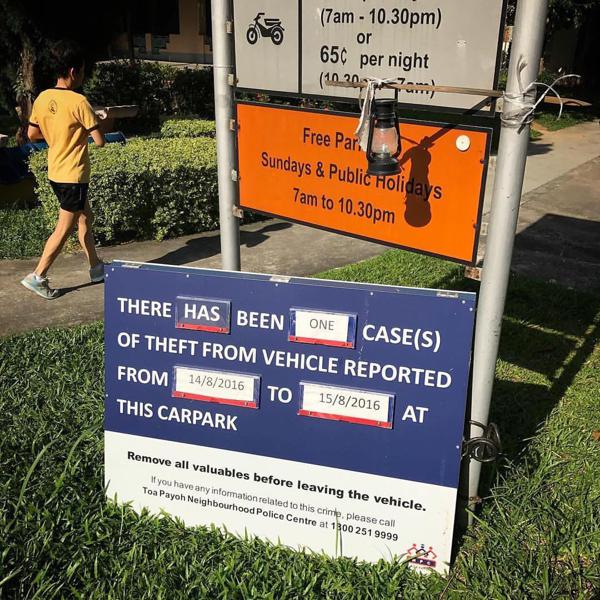 (7am - 10.30pm)
or
65¢ per night
(10.30pm - 7am)
Free
Sundays & Public Holidays
7am to 10.30pm
THERE HAS BEEN ONE CASE(S)
OF THEFT FROM VEHICLE REPORTED
FROM 14/8/2016 TO 15/8/2016 AT
THIS CARPARK
Remove all valuables before leaving the vehicle.
If you have any information related to this crime, please call
Toa Payoh Neighbourhood Police Centre at 1800 251 9999